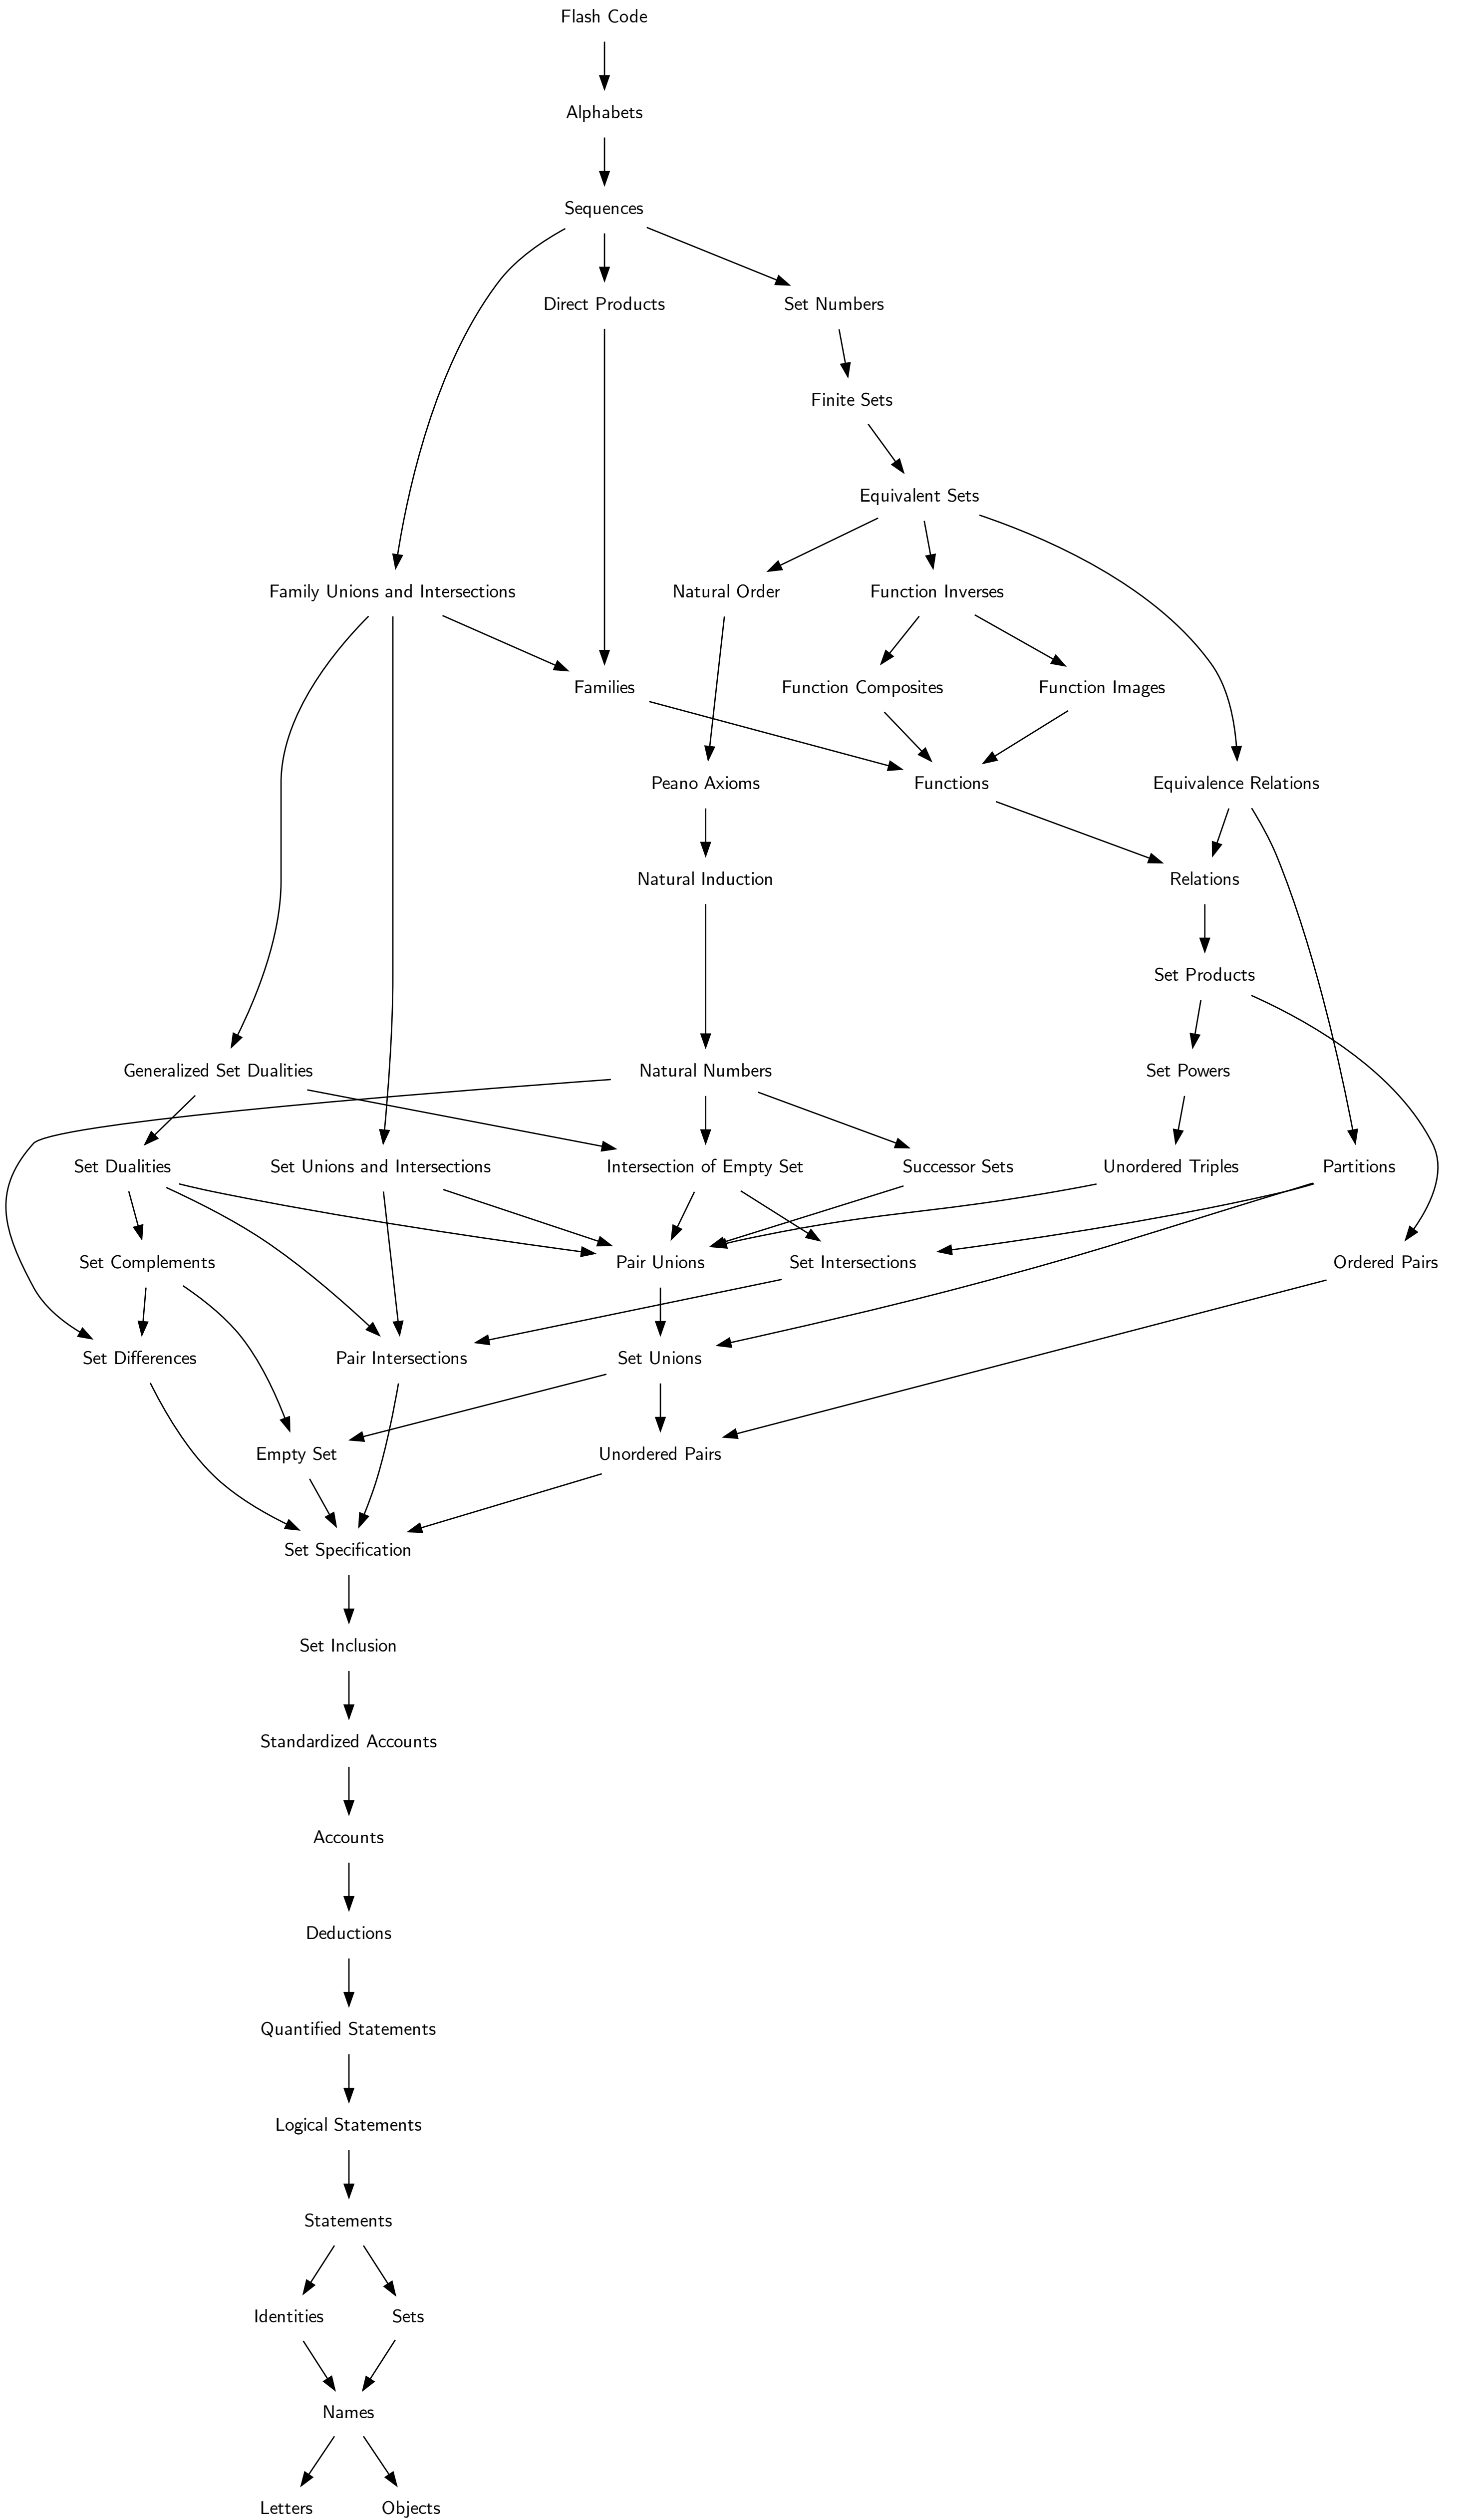 Flash Code
Alphabets
Sequences
Direct Products
Set Numbers
Finite Sets
Equivalent Sets
Family Unions and Intersections
Natural Order
Function Inverses
Families
Function Composites
Function Images
Peano Axioms
Functions
Equivalence Relations
Natural Induction
Relations
Set Products
Generalized Set Dualities
Natural Numbers
Set Powers
Set Dualities
Set Unions and Intersections
Intersection of Empty Set
Successor Sets
Unordered Triples
Partitions
Set Complements
Pair Unions
Set Intersections
Ordered Pairs
Set Differences
Pair Intersections
Set Unions
Empty Set
Unordered Pairs
Set Specification
Set Inclusion
Standardized Accounts
Accounts
Deductions
Quantified Statements
Logical Statements
Statements
Identities
Sets
Names
Letters
Objects